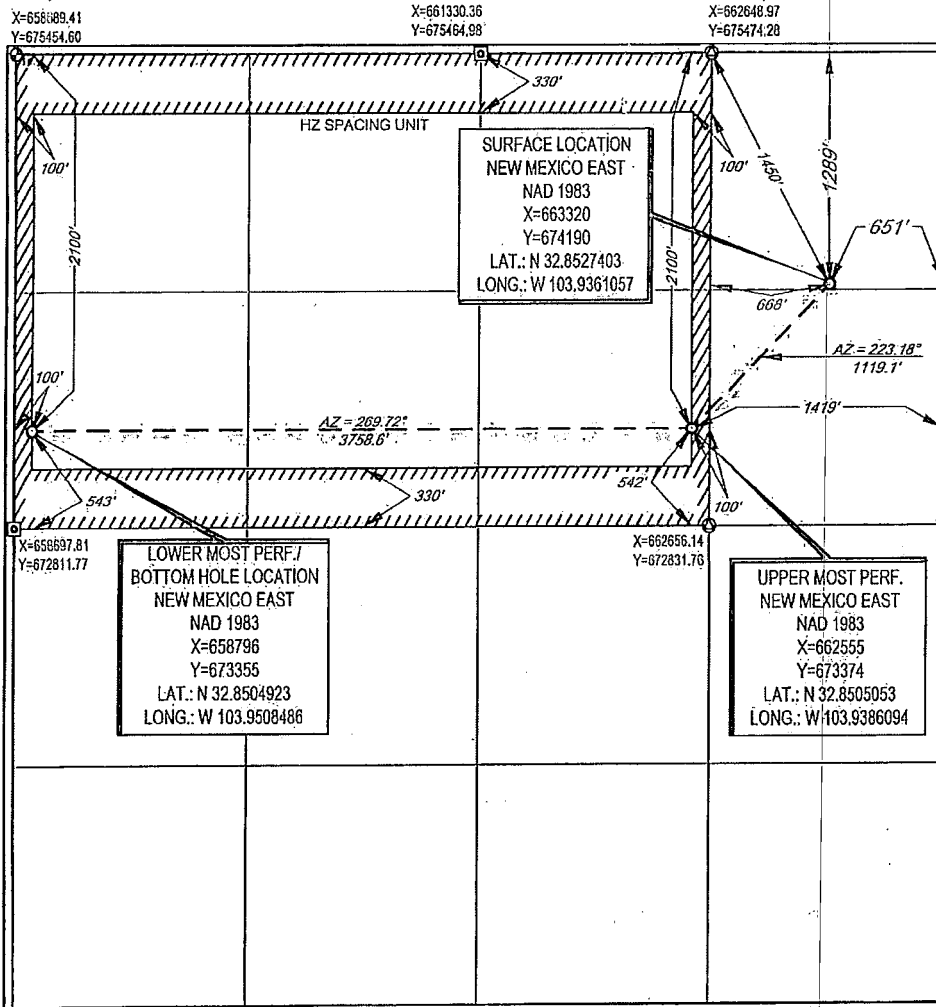 X=658689.41
Y=675454.60
X=661330.36
Y=675464.98
X=662648.97
Y=675474.28
330'
HZ SPACING UNIT
100'
2100'
SURFACE LOCATION
NEW MEXICO EAST
NAD 1983
X=663320
Y=674190
LAT.: N 32.8527403
LONG.: W 103.9361057
2100'
100'
1450'
1289'
651'
668'
AZ = 223.18°
1119.1'
100'
AZ = 269.72°
3758.6'
1419'
543'
330'
542'
100'
X=658697.81
Y=672811.77
X=662656.14
Y=672831.76
LOWER MOST PERF./
BOTTOM HOLE LOCATION
NEW MEXICO EAST
NAD 1983
X=658796
Y=673355
LAT.: N 32.8504923
LONG.: W 103.9508486
UPPER MOST PERF.
NEW MEXICO EAST
NAD 1983
X=662555
Y=673374
LAT.: N 32.8505053
LONG.: W 103.9386094